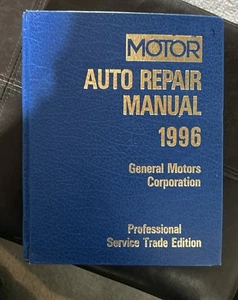 MOTOR
AUTO REPAIR
MANUAL
1996
General Motors
Corporation
Professional
Service Trade Edition